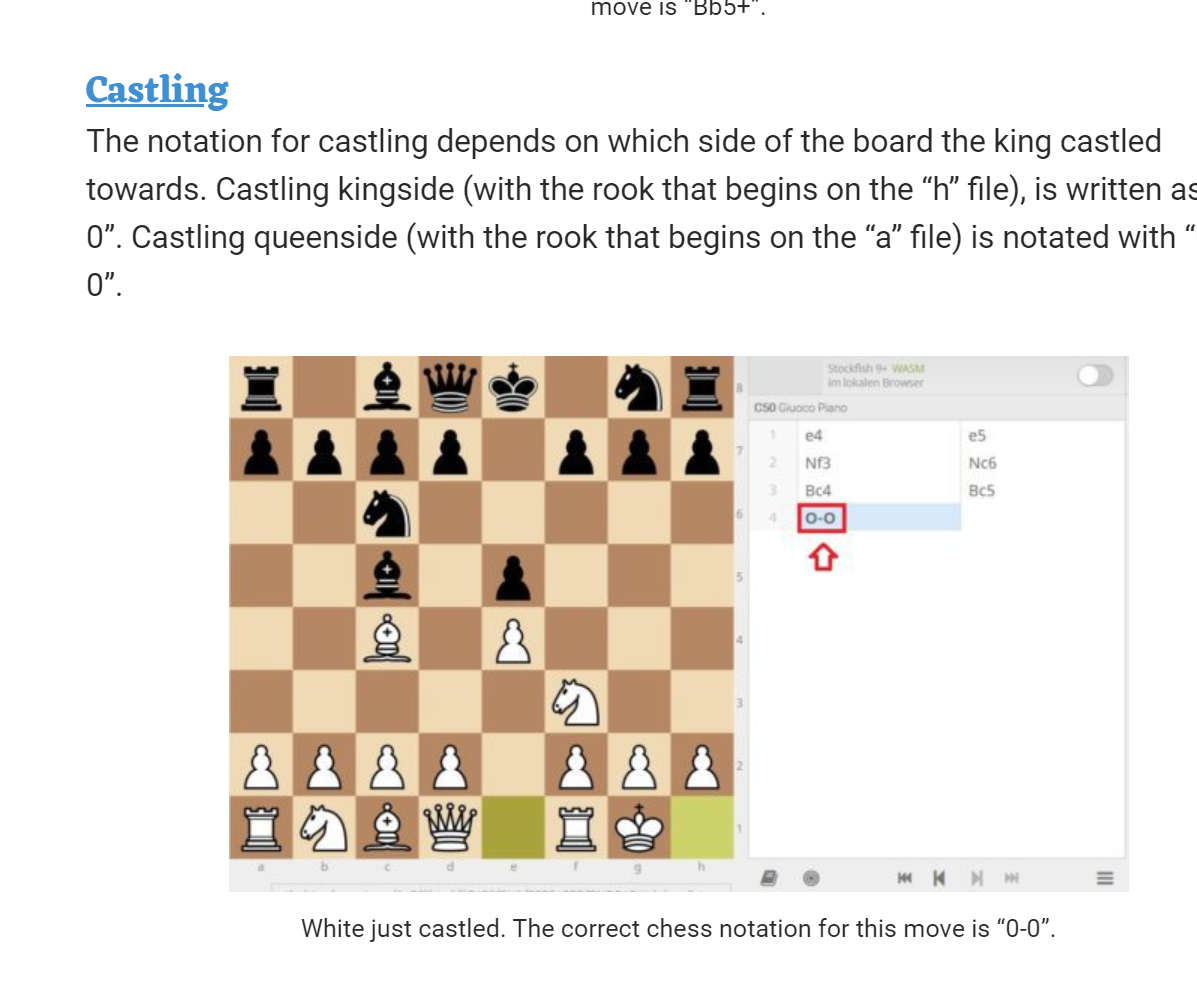 move is “Bb5+”.
Castling
The notation for castling depends on which side of the board the king castled
towards. Castling kingside (with the rook that begins on the “h” file), is written as
0”. Castling queenside (with the rook that begins on the “a” file) is notated with “
0”.
Stockfish 9+ WASM
im lokalen Browser
C50 Giuoco Piano
1 e4 e5
2 Nf3 Nc6
3 Bc4 Bc5
4 O-O
8
7
6
5
4
3
2
1
a b c d e f g h
White just castled. The correct chess notation for this move is “0-0”.